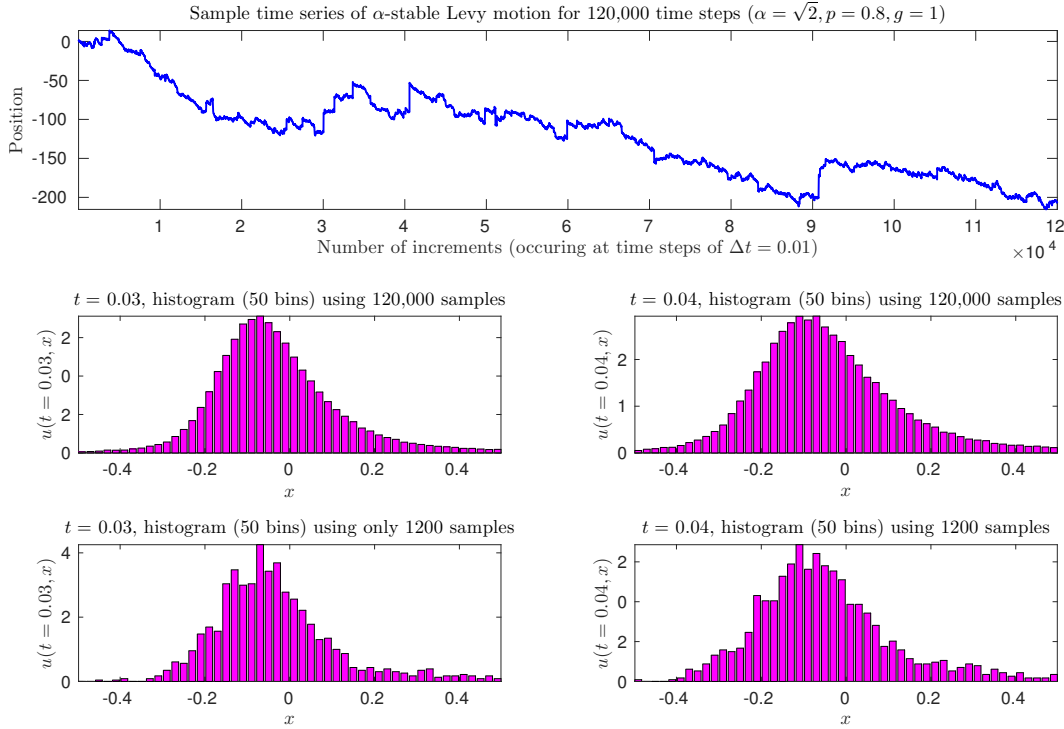 Sample time series of α-stable Levy motion for 120,000 time steps (α = √2, p = 0.8, g = 1)
0
-50
-100
-150
-200
Position
1 2 3 4 5 6 7 8 9 10 11 12
×10⁴
Number of increments (occuring at time steps of Δt = 0.01)
t = 0.03, histogram (50 bins) using 120,000 samples
u(t = 0.03, x)
2
0
2
0
-0.4 -0.2 0 0.2 0.4
x
t = 0.04, histogram (50 bins) using 120,000 samples
u(t = 0.04, x)
2
1
0
-0.4 -0.2 0 0.2 0.4
x
t = 0.03, histogram (50 bins) using only 1200 samples
u(t = 0.03, x)
4
2
0
-0.4 -0.2 0 0.2 0.4
x
t = 0.04, histogram (50 bins) using 1200 samples
u(t = 0.04, x)
2
0
2
0
-0.4 -0.2 0 0.2 0.4
x